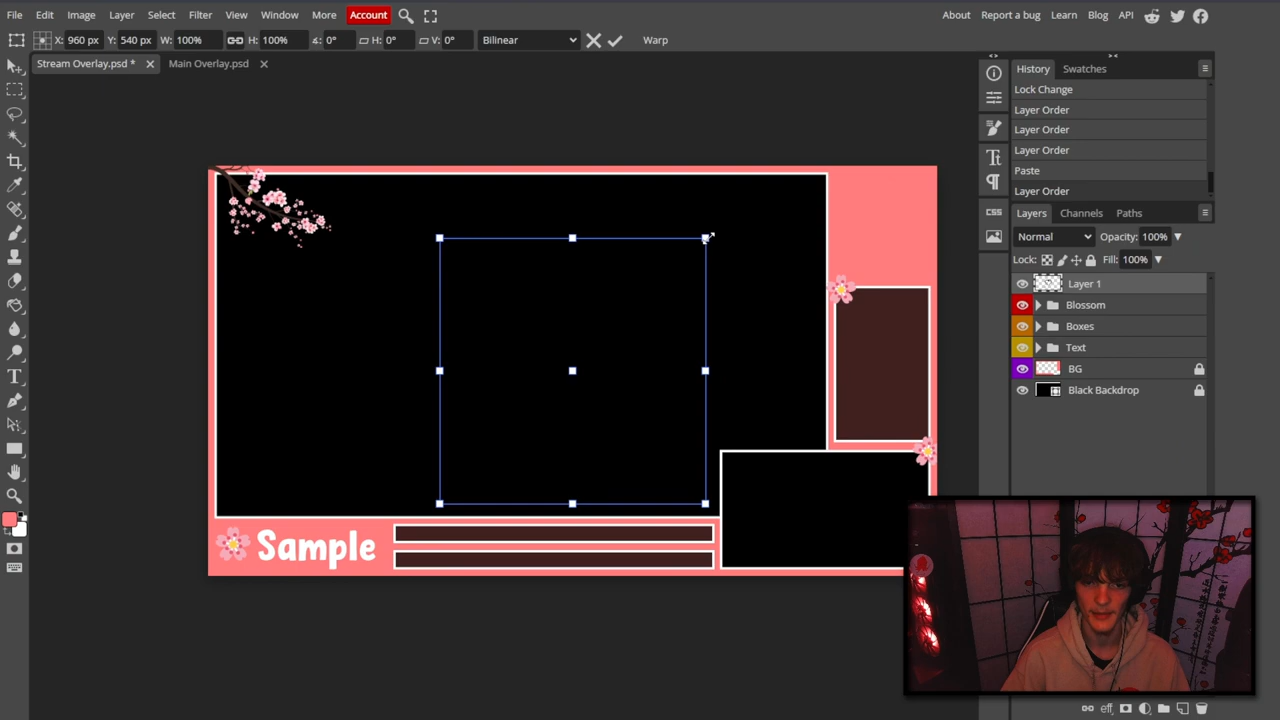 File Edit Image Layer Select Filter View Window More Account About Report a bug Learn Blog API
X: 960 px Y: 540 px W: 100% H: 100% ∡: 0° H: 0° V: 0° Bilinear Warp
Stream Overlay.psd * Main Overlay.psd
History Swatches
Lock Change
Layer Order
Layer Order
Layer Order
Paste
Layer Order
Layers Channels Paths
Normal Opacity: 100%
Lock: Fill: 100%
Layer 1
Blossom
Boxes
Text
BG
Black Backdrop
CSS
Sample
eff